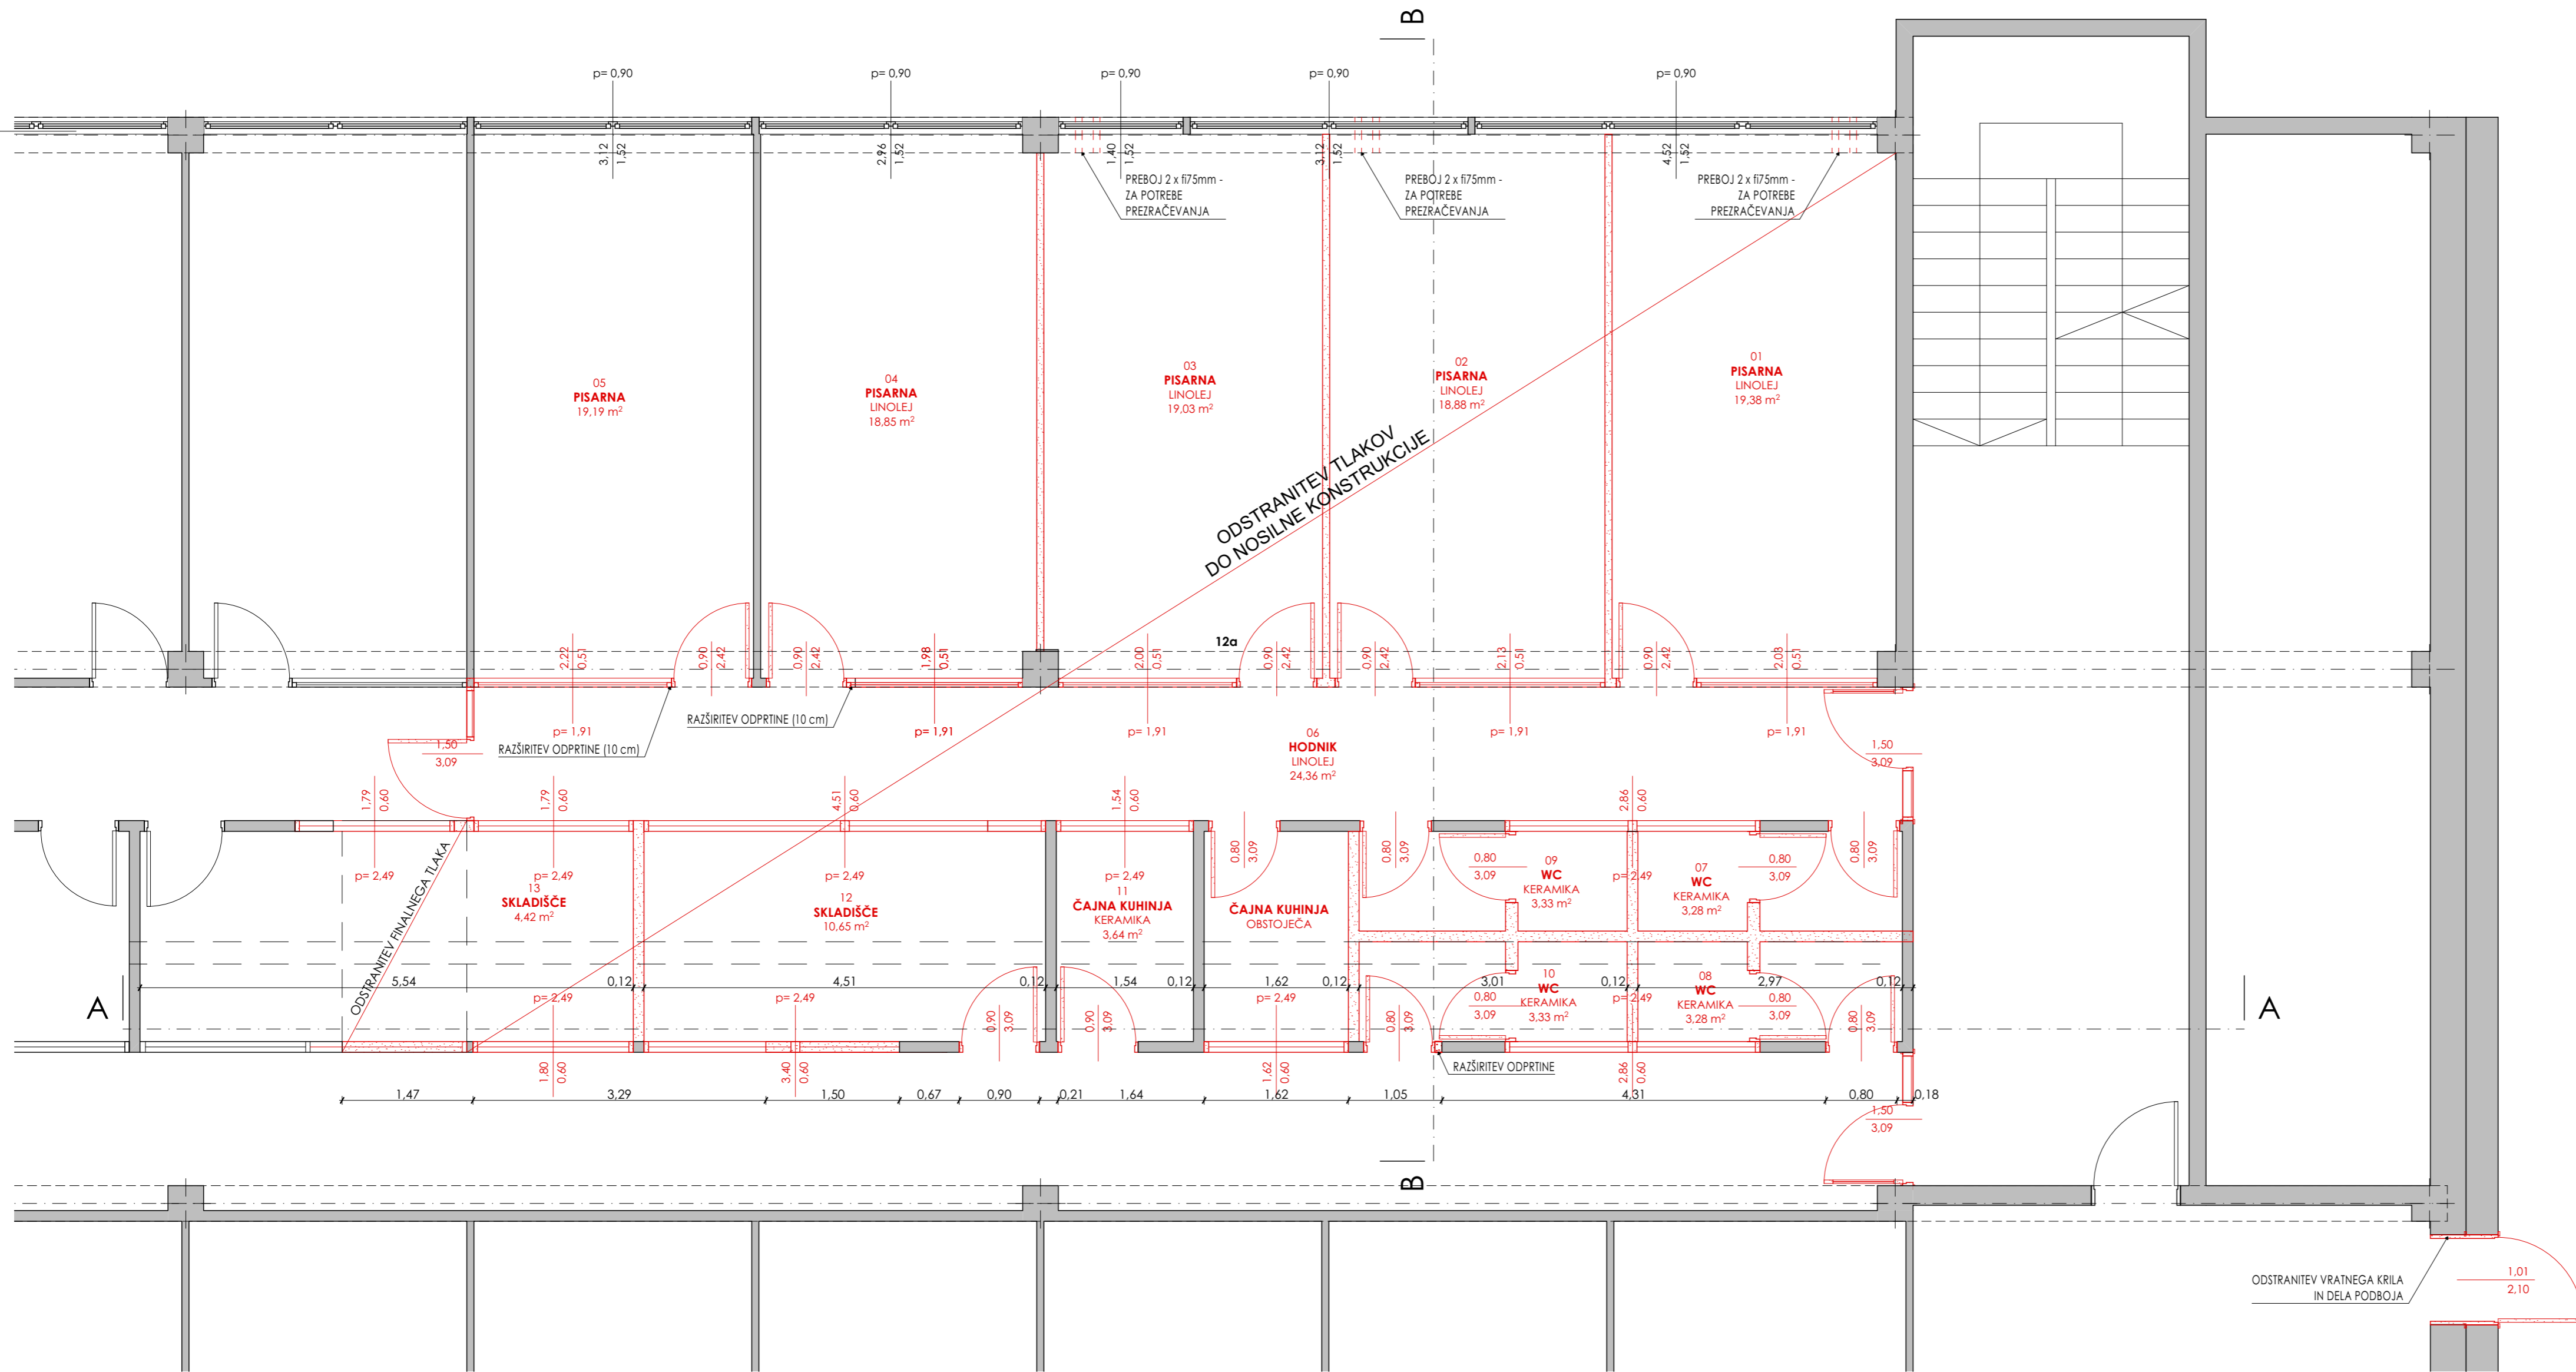 B
p= 0,90
p= 0,90
p= 0,90
p= 0,90
p= 0,90
3,12
1,52
2,96
1,52
1,40
1,52
3,12
1,52
4,52
1,52
PREBOJ 2 x fi75mm -
ZA POTREBE
PREZRAČEVANJA
PREBOJ 2 x fi75mm -
ZA POTREBE
PREZRAČEVANJA
PREBOJ 2 x fi75mm -
ZA POTREBE
PREZRAČEVANJA
05
PISARNA
19,19 m²
04
PISARNA
LINOLEJ
18,85 m²
03
PISARNA
LINOLEJ
19,03 m²
02
PISARNA
LINOLEJ
18,88 m²
01
PISARNA
LINOLEJ
19,38 m²
ODSTRANITEV TLAKOV
DO NOSILNE KONSTRUKCIJE
12a
2,22
0,51
0,90
2,42
0,90
2,42
1,98
0,51
2,00
0,51
0,90
2,42
0,90
2,42
2,13
0,51
0,90
2,42
2,03
0,51
p= 1,91
p= 1,91
p= 1,91
p= 1,91
p= 1,91
RAZŠIRITEV ODPRTINE (10 cm)
RAZŠIRITEV ODPRTINE (10 cm)
1,50
3,09
06
HODNIK
LINOLEJ
24,36 m²
1,50
3,09
1,79
0,60
1,79
0,60
4,51
0,60
1,54
0,60
2,86
0,60
0,80
3,09
0,80
3,09
0,80
3,09
p= 2,49
p= 2,49
p= 2,49
p= 2,49
p= 2,49
0,80
3,09
0,80
3,09
ODSTRANITEV FINALNEGA TLAKA
13
SKLADIŠČE
4,42 m²
12
SKLADIŠČE
10,65 m²
11
ČAJNA KUHINJA
KERAMIKA
3,64 m²
ČAJNA KUHINJA
OBSTOJEČA
09
WC
KERAMIKA
3,33 m²
07
WC
KERAMIKA
3,28 m²
5,54
0,12
4,51
0,12
1,54
0,12
1,62
0,12
3,01
0,12
2,97
0,12
A
A
p= 2,49
p= 2,49
p= 2,49
p= 2,49
10
WC
KERAMIKA
3,33 m²
08
WC
KERAMIKA
3,28 m²
0,80
3,09
0,80
3,09
0,90
3,09
0,90
3,09
0,80
3,09
0,80
3,09
RAZŠIRITEV ODPRTINE
1,80
0,60
3,40
0,60
1,62
0,60
2,86
0,60
1,47
3,29
1,50
0,67
0,90
0,21
1,64
1,62
1,05
4,31
0,80
0,18
1,50
3,09
B
ODSTRANITEV VRATNEGA KRILA
IN DELA PODBOJA
1,01
2,10